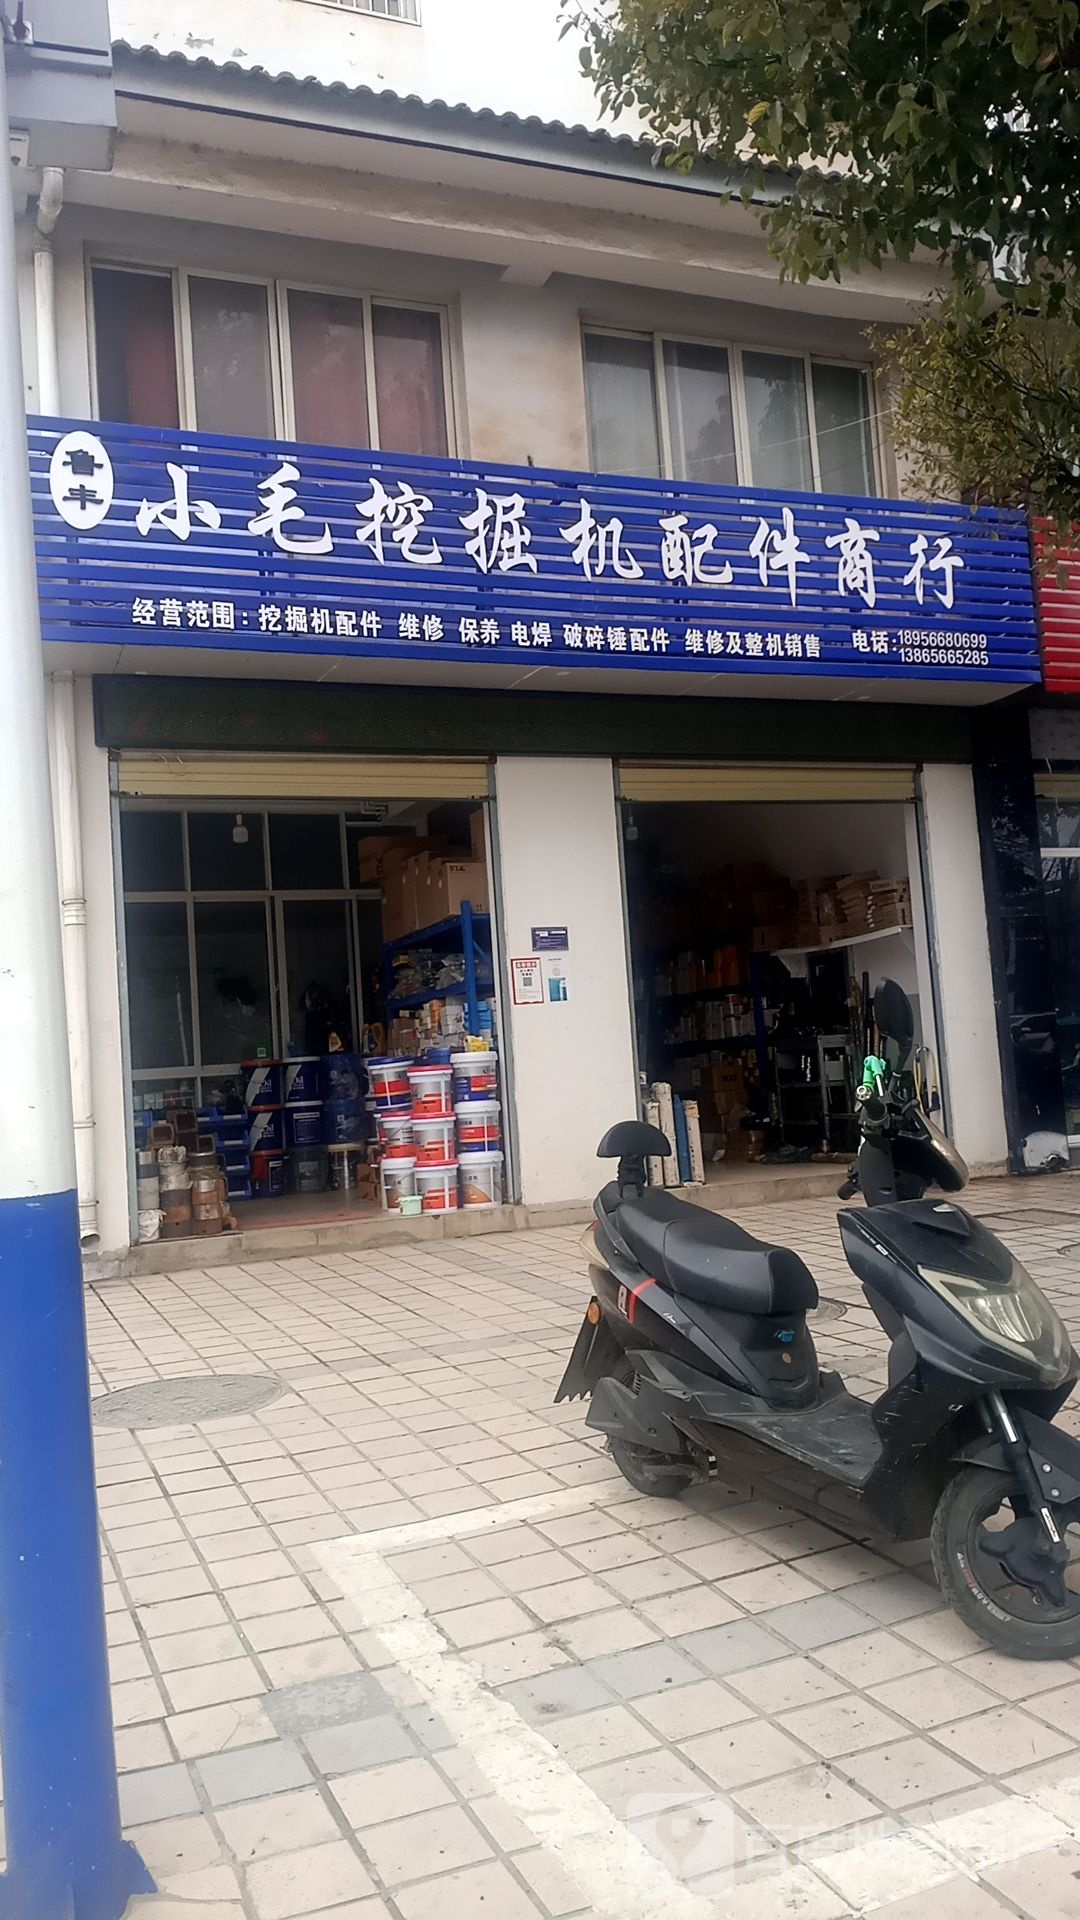 鲁丰
小毛挖掘机配件商行
经营范围：挖掘机配件 维修 保养 电焊 破碎锤配件 维修及整机销售 电话：18956680699
13865665285